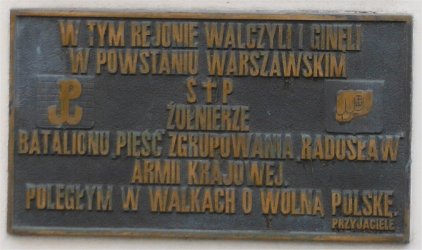 W TYM REJONIE WALCZYLI I GINĘLI
W POWSTANIU WARSZAWSKIM
Ś † P
ŻOŁNIERZE
BATALIONU „PIĘŚĆ” ZGRUPOWANIA „RADOSŁAW”
ARMII KRAJOWEJ.
POLEGŁYM W WALKACH O WOLNĄ POLSKĘ.
PRZYJACIELE